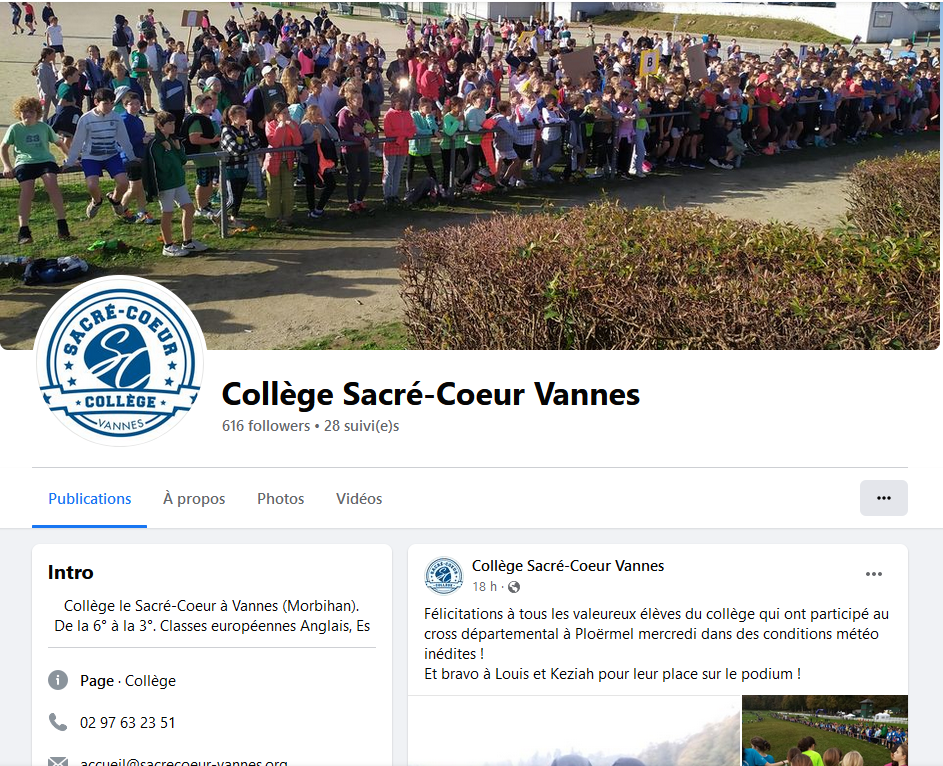 B
SACRÉ-COEUR
SC
COLLÈGE
VANNES
Collège Sacré-Coeur Vannes
616 followers • 28 suivi(e)s
Publications
À propos
Photos
Vidéos
Intro
Collège le Sacré-Coeur à Vannes (Morbihan).
De la 6° à la 3°. Classes européennes Anglais, Es
Page · Collège
02 97 63 23 51
accueil@sacrecoeur-vannes.org
Collège Sacré-Coeur Vannes
18 h ·
Félicitations à tous les valeureux élèves du collège qui ont participé au
cross départemental à Ploërmel mercredi dans des conditions météo
inédites !
Et bravo à Louis et Keziah pour leur place sur le podium !